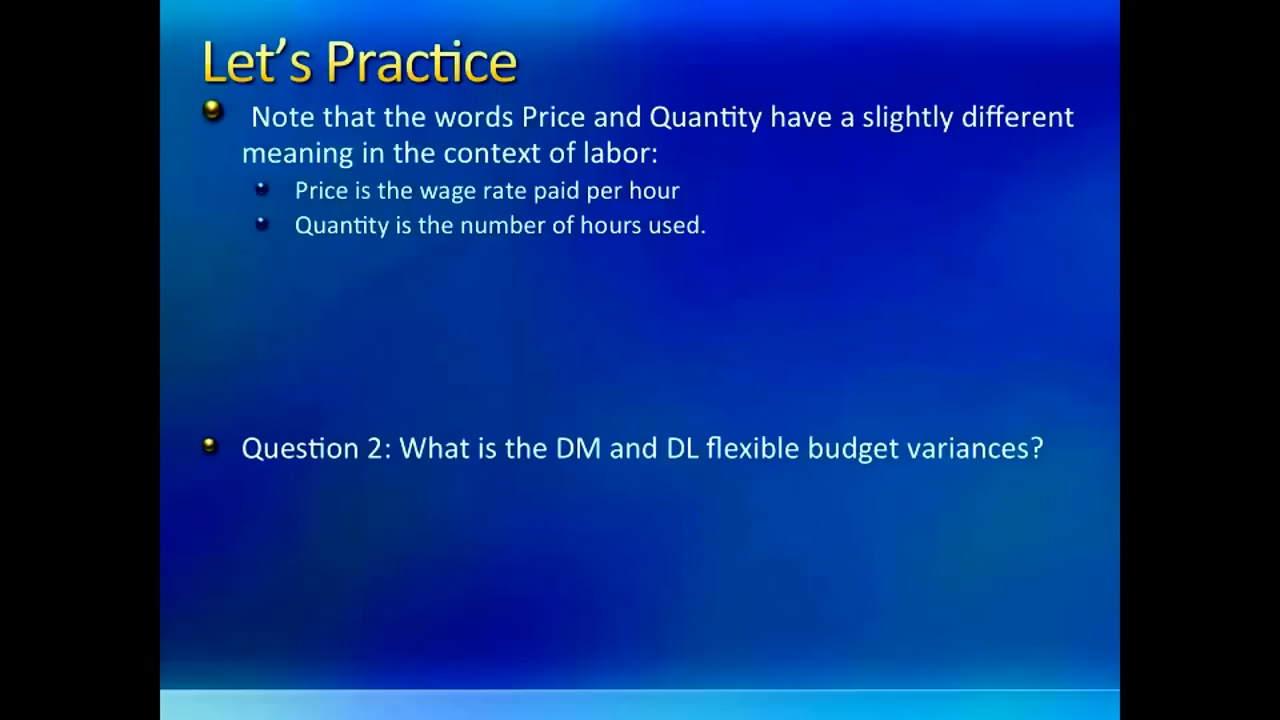 Let's Practice
Note that the words Price and Quantity have a slightly different
meaning in the context of labor:
Price is the wage rate paid per hour
Quantity is the number of hours used.
Question 2: What is the DM and DL flexible budget variances?